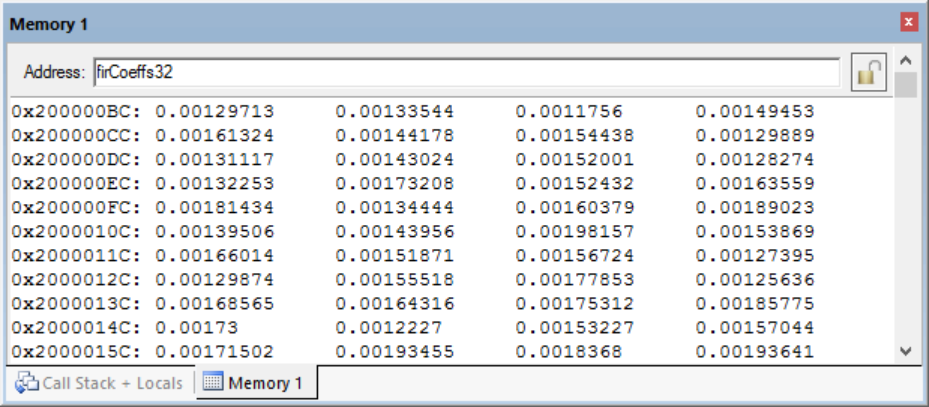 Memory 1
Address: firCoeffs32
0x200000BC: 0.00129713 0.00133544 0.0011756 0.00149453
0x200000CC: 0.00161324 0.00144178 0.00154438 0.00129889
0x200000DC: 0.00131117 0.00143024 0.00152001 0.00128274
0x200000EC: 0.00132253 0.00173208 0.00152432 0.00163559
0x200000FC: 0.00181434 0.00134444 0.00160379 0.00189023
0x2000010C: 0.00139506 0.00143956 0.00198157 0.00153869
0x2000011C: 0.00166014 0.00151871 0.00156724 0.00127395
0x2000012C: 0.00129874 0.00155518 0.00177853 0.00125636
0x2000013C: 0.00168565 0.00164316 0.00175312 0.00185775
0x2000014C: 0.00173 0.0012227 0.00153227 0.00157044
0x2000015C: 0.00171502 0.00193455 0.0018368 0.00193641
Call Stack + Locals Memory 1